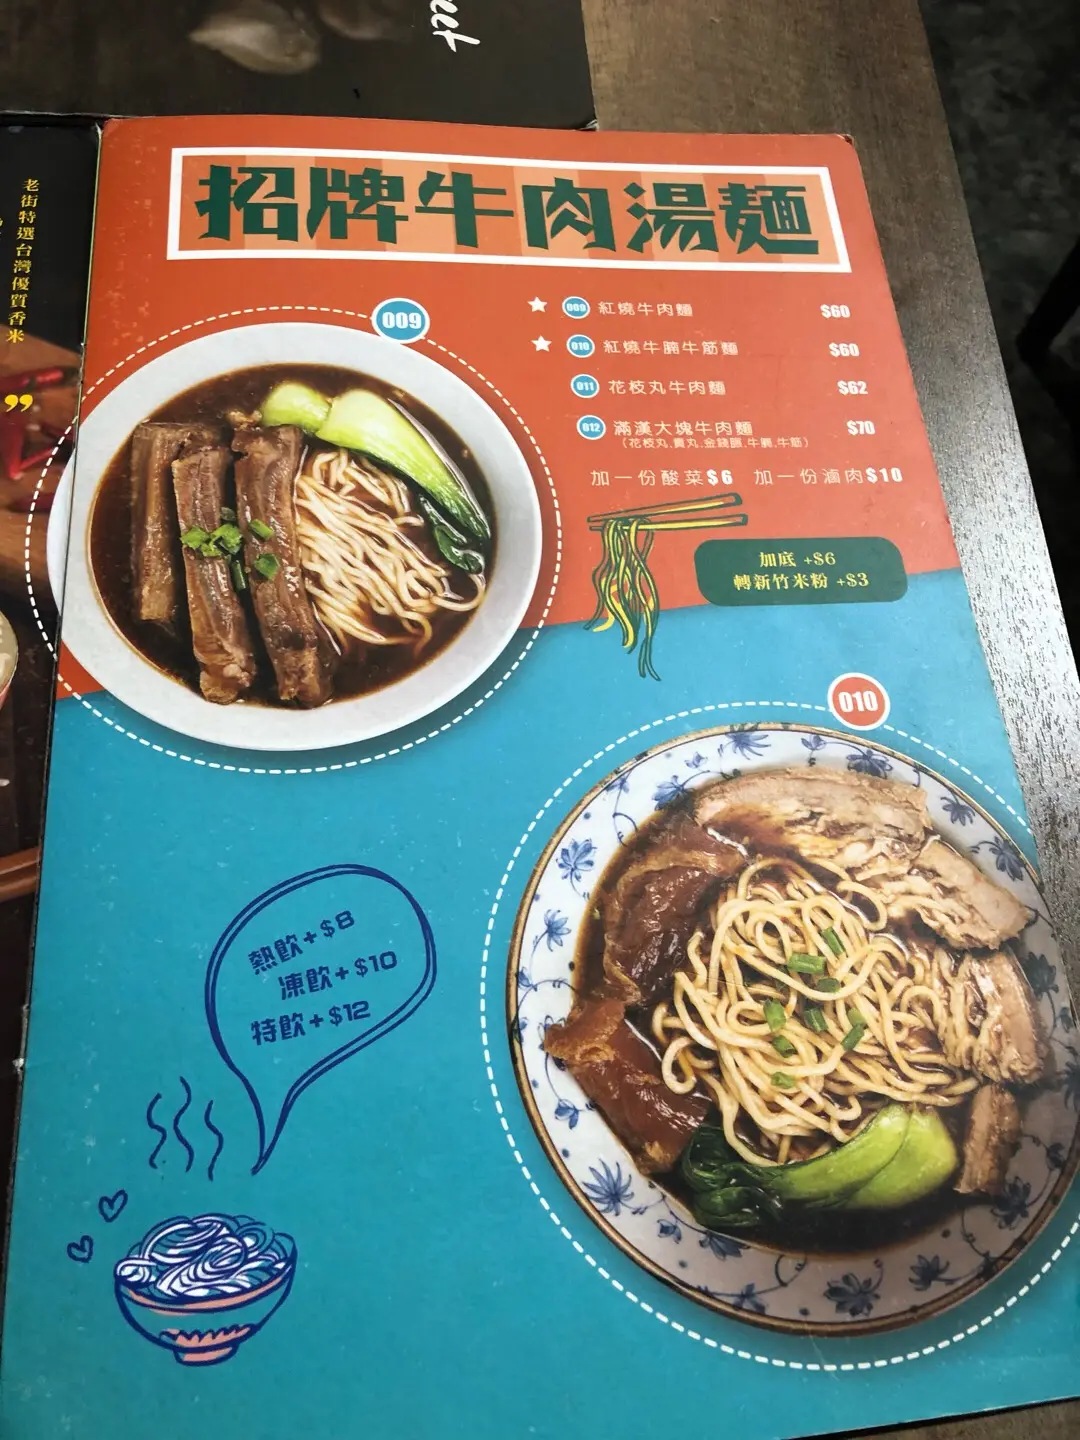 老街特選台灣優質香米
”
招牌牛肉湯麵
009
009 紅燒牛肉麵 $60
010 紅燒牛腩牛筋麵 $60
011 花枝丸牛肉麵 $62
012 滿漢大塊牛肉麵 $70
(花枝丸,貢丸,金錢肚,牛腩,牛筋)
加一份酸菜$6 加一份滷肉$10
加底 +$6
轉新竹米粉 +$3
010
熱飲+$8
凍飲+$10
特飲+$12